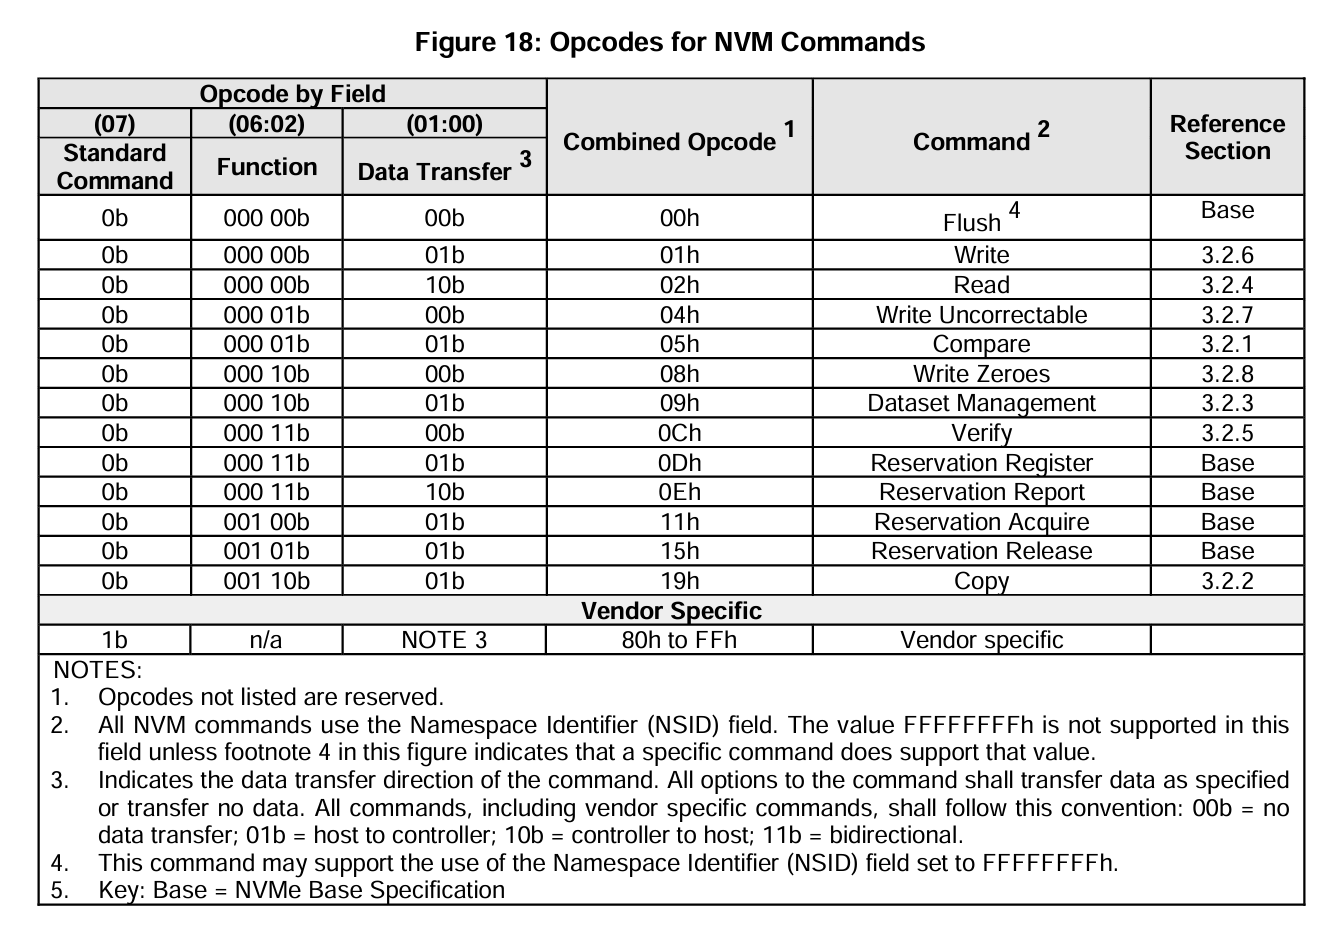 Figure 18: Opcodes for NVM Commands
Opcode by Field
Combined Opcode 1
Command 2
Reference Section
(07) (06:02) (01:00)
Standard Command
Function
Data Transfer 3
0b 000 00b 00b 00h Flush 4 Base
0b 000 00b 01b 01h Write 3.2.6
0b 000 00b 10b 02h Read 3.2.4
0b 000 01b 00b 04h Write Uncorrectable 3.2.7
0b 000 01b 01b 05h Compare 3.2.1
0b 000 10b 00b 08h Write Zeroes 3.2.8
0b 000 10b 01b 09h Dataset Management 3.2.3
0b 000 11b 00b 0Ch Verify 3.2.5
0b 000 11b 01b 0Dh Reservation Register Base
0b 000 11b 10b 0Eh Reservation Report Base
0b 001 00b 01b 11h Reservation Acquire Base
0b 001 01b 01b 15h Reservation Release Base
0b 001 10b 01b 19h Copy 3.2.2
Vendor Specific
1b n/a NOTE 3 80h to FFh Vendor specific
NOTES:
1. Opcodes not listed are reserved.
2. All NVM commands use the Namespace Identifier (NSID) field. The value FFFFFFFFh is not supported in this
field unless footnote 4 in this figure indicates that a specific command does support that value.
3. Indicates the data transfer direction of the command. All options to the command shall transfer data as specified
or transfer no data. All commands, including vendor specific commands, shall follow this convention: 00b = no
data transfer; 01b = host to controller; 10b = controller to host; 11b = bidirectional.
4. This command may support the use of the Namespace Identifier (NSID) field set to FFFFFFFFh.
5. Key: Base = NVMe Base Specification